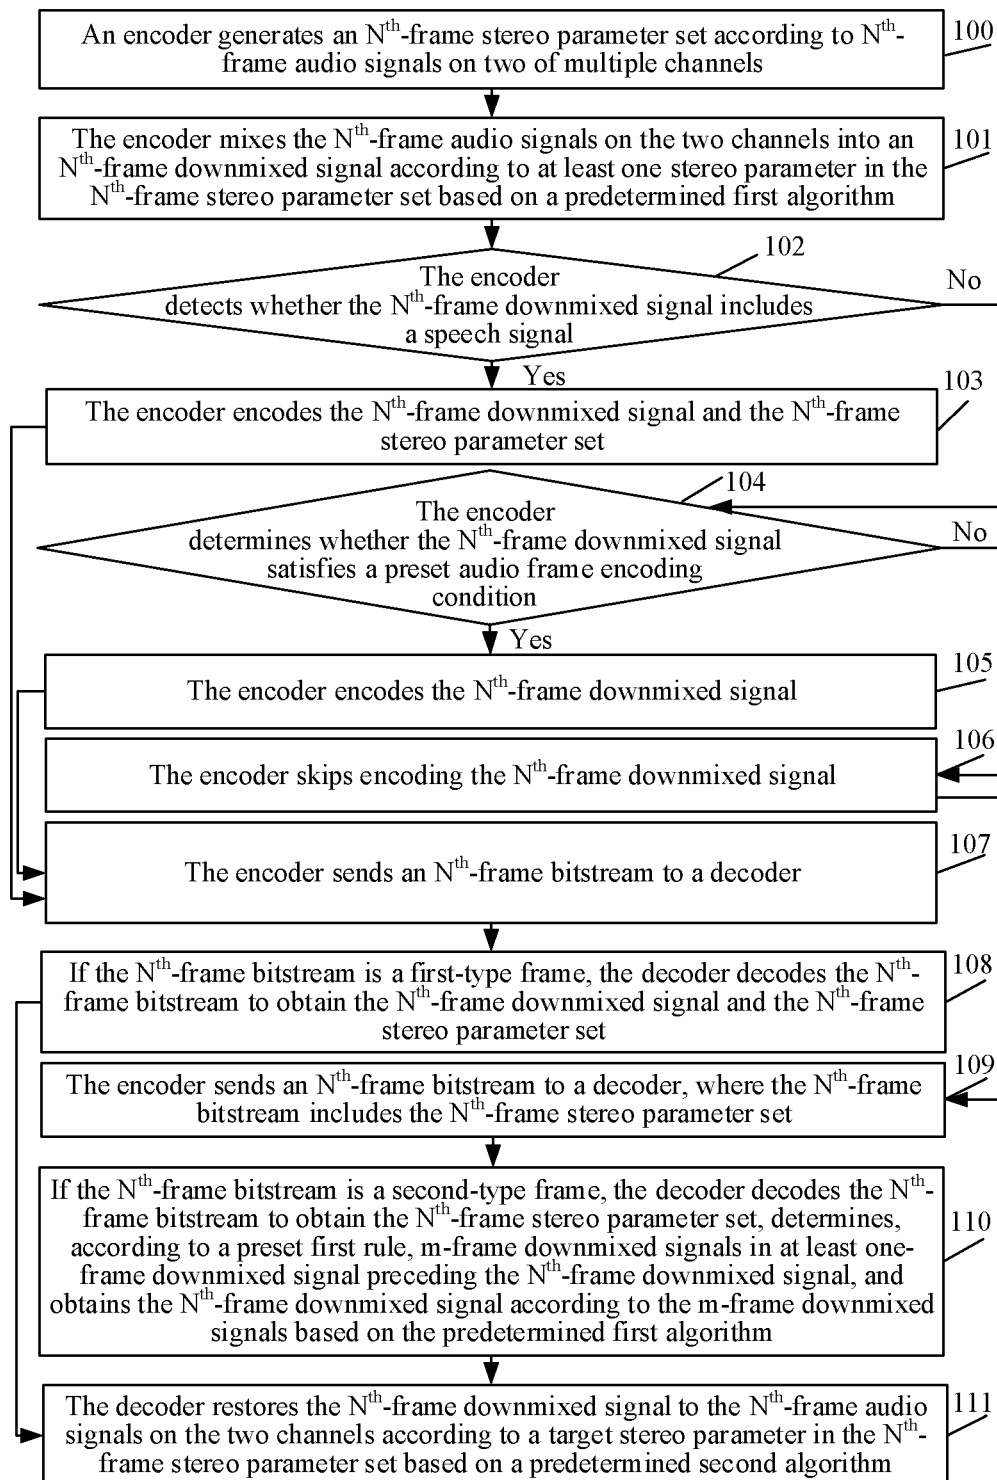 An encoder generates an Nth-frame stereo parameter set according to Nth-
frame audio signals on two of multiple channels
100
The encoder mixes the Nth-frame audio signals on the two channels into an
Nth-frame downmixed signal according to at least one stereo parameter in the
Nth-frame stereo parameter set based on a predetermined first algorithm
101
102
The encoder
detects whether the Nth-frame downmixed signal includes
a speech signal
No
Yes
103
The encoder encodes the Nth-frame downmixed signal and the Nth-frame
stereo parameter set
104
The encoder
determines whether the Nth-frame downmixed signal
satisfies a preset audio frame encoding
condition
No
Yes
105
The encoder encodes the Nth-frame downmixed signal
106
The encoder skips encoding the Nth-frame downmixed signal
107
The encoder sends an Nth-frame bitstream to a decoder
If the Nth-frame bitstream is a first-type frame, the decoder decodes the Nth-
frame bitstream to obtain the Nth-frame downmixed signal and the Nth-frame
stereo parameter set
108
109
The encoder sends an Nth-frame bitstream to a decoder, where the Nth-frame
bitstream includes the Nth-frame stereo parameter set
If the Nth-frame bitstream is a second-type frame, the decoder decodes the Nth-
frame bitstream to obtain the Nth-frame stereo parameter set, determines,
according to a preset first rule, m-frame downmixed signals in at least one-
frame downmixed signal preceding the Nth-frame downmixed signal, and
obtains the Nth-frame downmixed signal according to the m-frame downmixed
signals based on the predetermined first algorithm
110
The decoder restores the Nth-frame downmixed signal to the Nth-frame audio
signals on the two channels according to a target stereo parameter in the Nth-
frame stereo parameter set based on a predetermined second algorithm
111